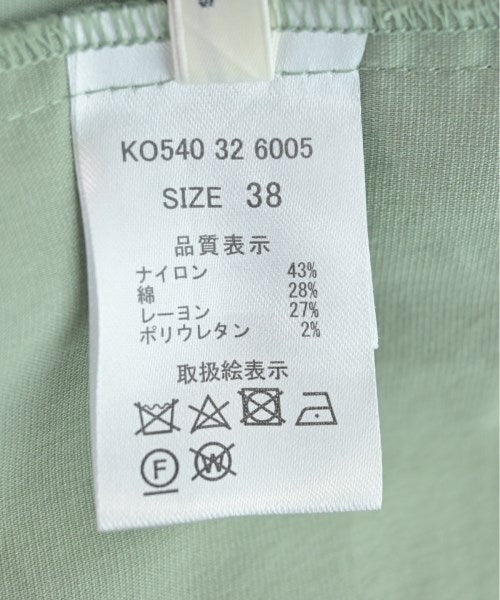 KO540 32 6005
SIZE 38
品質表示
ナイロン 43%
綿 28%
レーヨン 27%
ポリウレタン 2%
取扱絵表示
F W